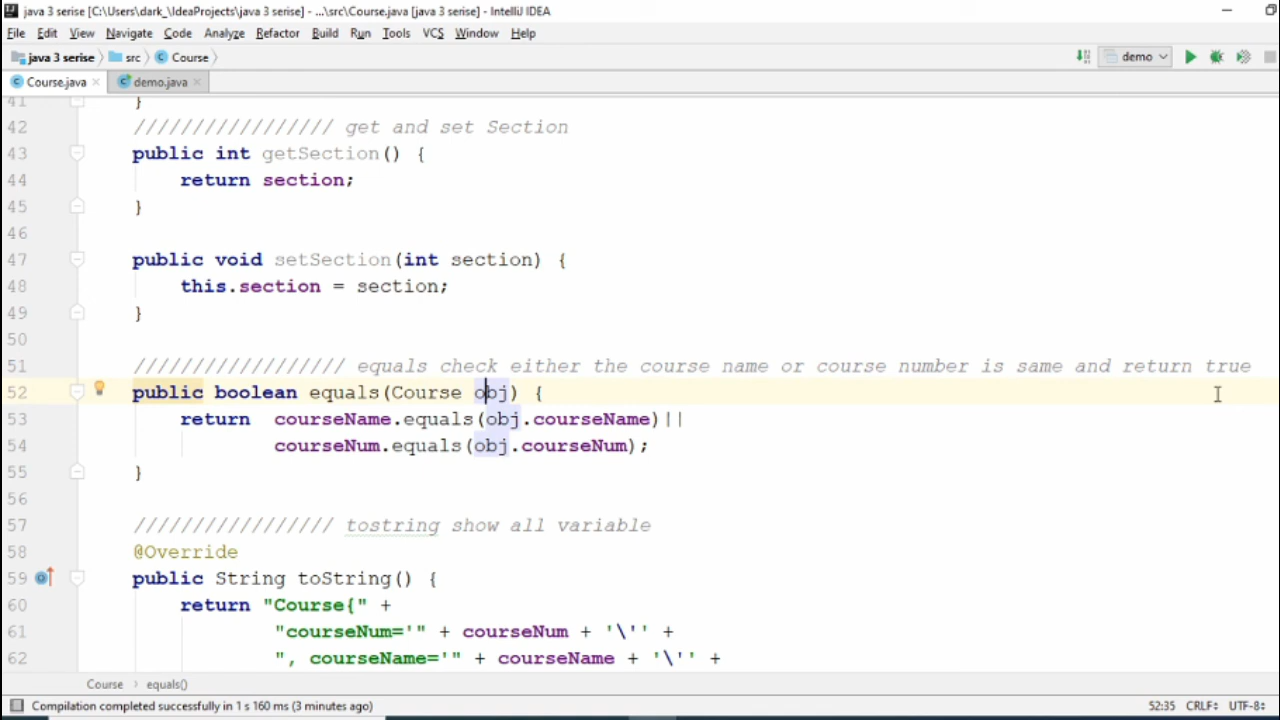 java 3 serise [C:\Users\dark_\IdeaProjects\java 3 serise] - ...\src\Course.java [java 3 serise] - IntelliJ IDEA
File Edit View Navigate Code Analyze Refactor Build Run Tools VCS Window Help
java 3 serise src Course demo
Course.java demo.java
41 }
42 ///////////////// get and set Section
43 public int getSection() {
44 return section;
45 }
46
47 public void setSection(int section) {
48 this.section = section;
49 }
50
51 ////////////////// equals check either the course name or course number is same and return true
52 public boolean equals(Course obj) {
53 return  courseName.equals(obj.courseName)||
54 courseNum.equals(obj.courseNum);
55 }
56
57 ///////////////// tostring show all variable
58 @Override
59 public String toString() {
60 return "Course{" +
61 "courseNum='" + courseNum + '\'' +
62 ", courseName='" + courseName + '\'' +
Course equals()
Compilation completed successfully in 1 s 160 ms (3 minutes ago) 52:35 CRLF UTF-8